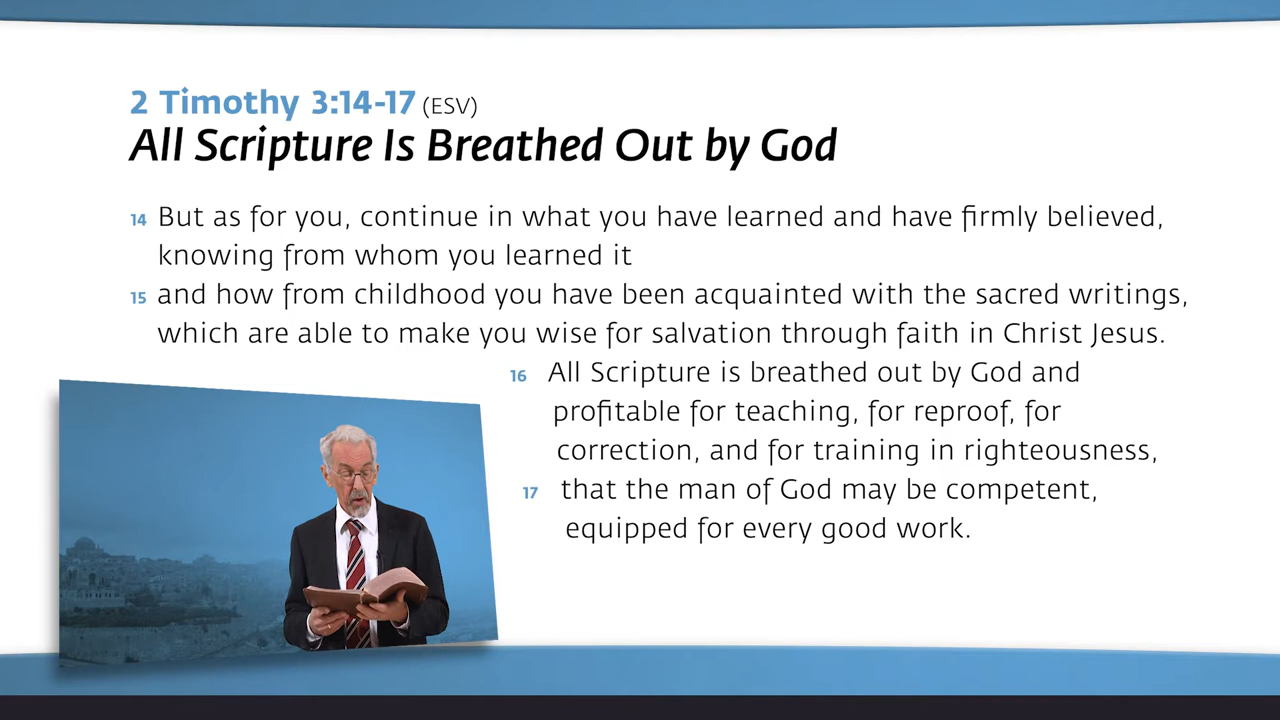 2 Timothy 3:14-17 (ESV)
All Scripture Is Breathed Out by God
14 But as for you, continue in what you have learned and have firmly believed,
knowing from whom you learned it
15 and how from childhood you have been acquainted with the sacred writings,
which are able to make you wise for salvation through faith in Christ Jesus.
16 All Scripture is breathed out by God and
profitable for teaching, for reproof, for
correction, and for training in righteousness,
17 that the man of God may be competent,
equipped for every good work.